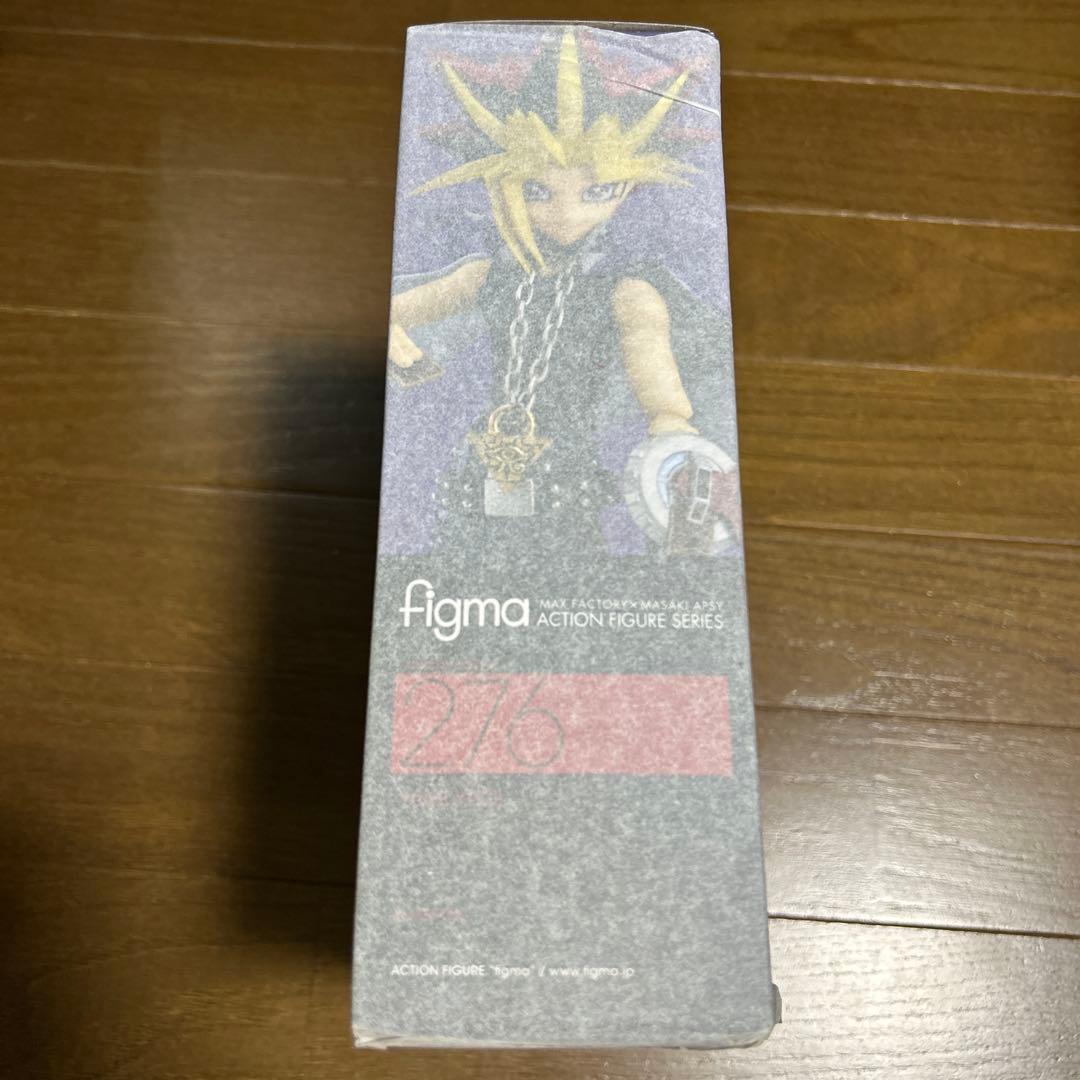 figma
MAX FACTORY×MASAKI APSY
ACTION FIGURE SERIES
276
ACTION FIGURE "figma" / www.figma.jp